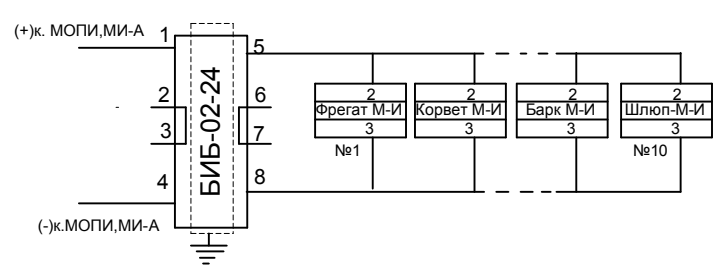 (+)к. МОПИ,МИ-А
1
5
2
3
БИБ-02-24
6
7
2
2
2
2
Фрегат М-И
Корвет М-И
Барк М-И
Шлюп-М-И
3
3
3
3
№1
№10
4
8
(-)к.МОПИ,МИ-А